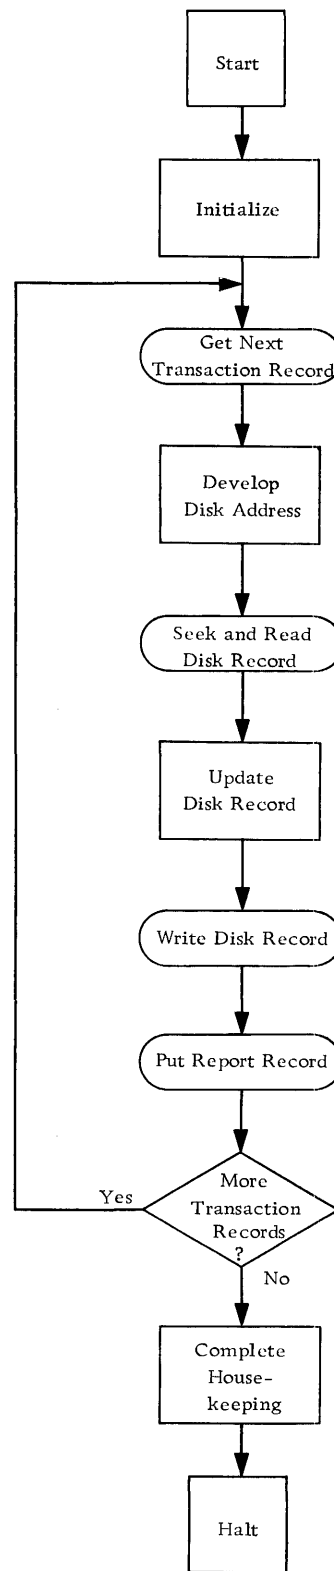 Start
Initialize
Get Next
Transaction Record
Develop
Disk Address
Seek and Read
Disk Record
Update
Disk Record
Write Disk Record
Put Report Record
More
Transaction
Records
?
Yes
No
Complete
House-
keeping
Halt